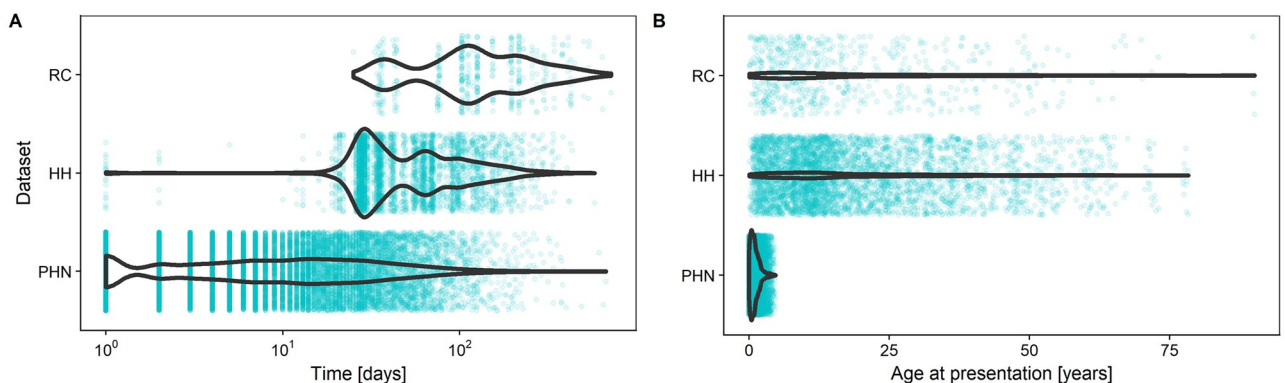 A
Dataset
RC
HH
PHN
10⁰
10¹
10²
Time [days]
B
RC
HH
PHN
0
25
50
75
Age at presentation [years]